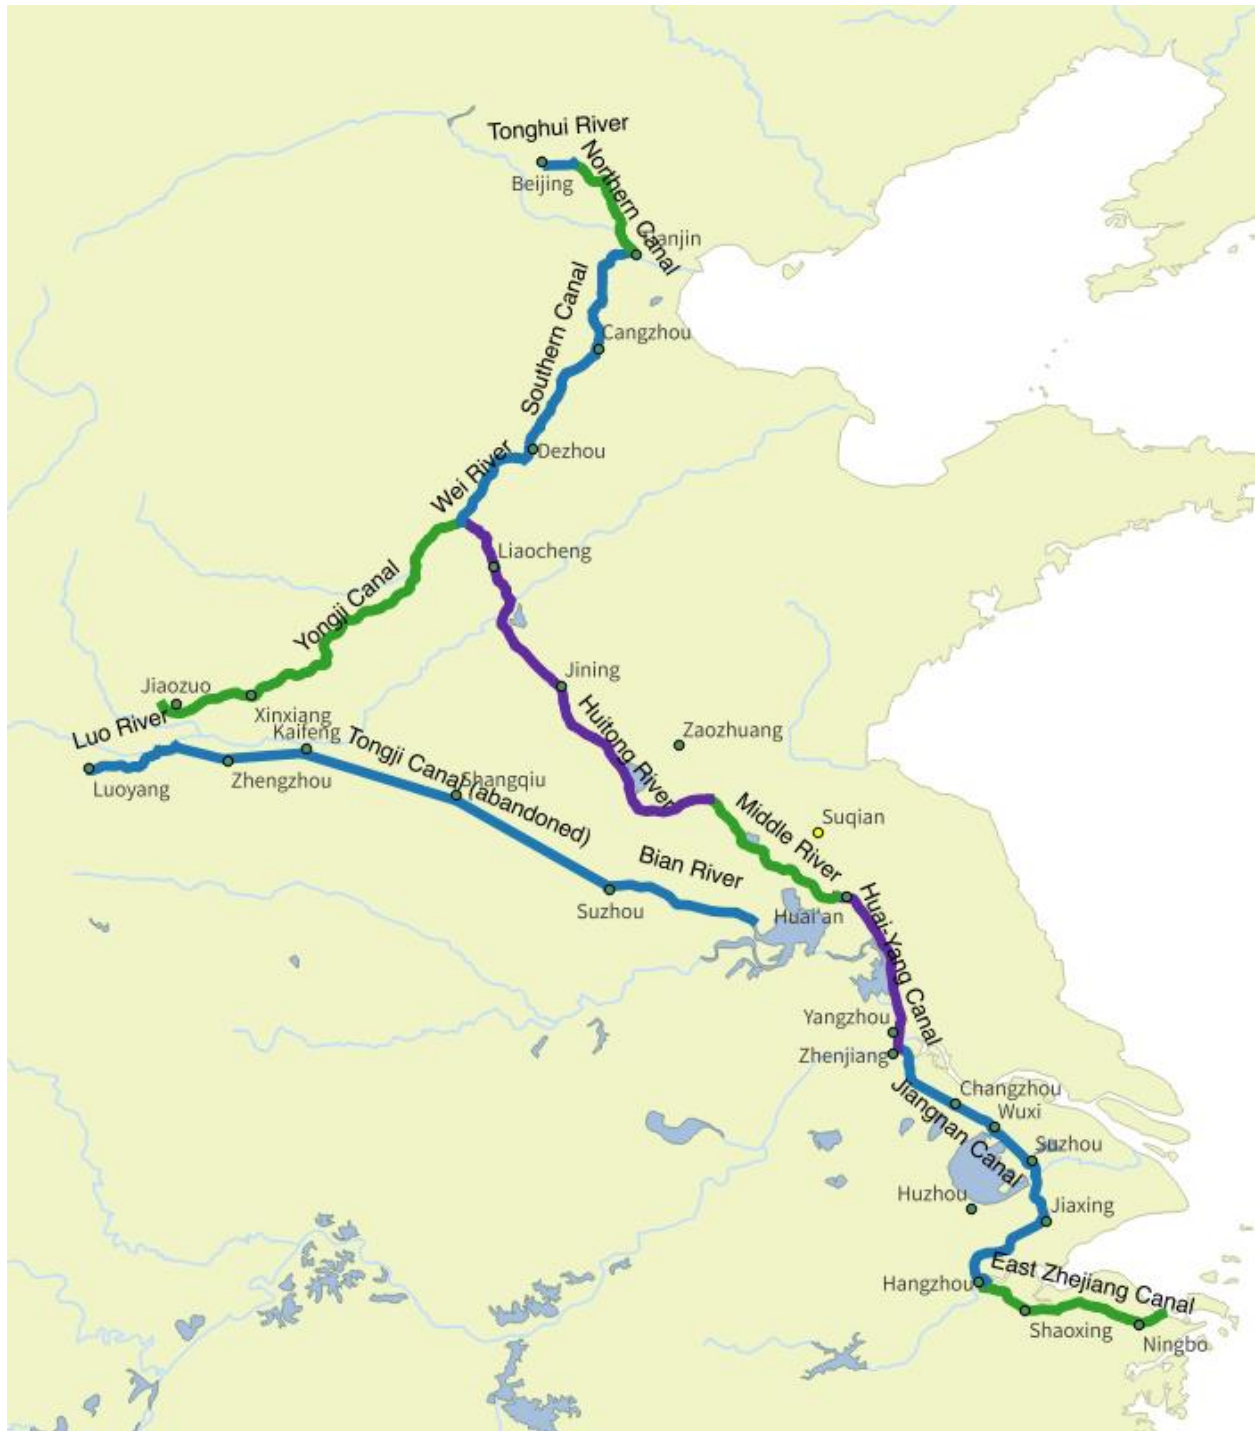 Tonghui River
Beijing
Northern Canal
Tianjin
Southern Canal
Cangzhou
Wei River
Dezhou
Liaocheng
Yongji Canal
Jiaozuo
Xinxiang
Jining
Luo River
Kaifeng
Huitong River
Zaozhuang
Luoyang
Zhengzhou
Tongji Canal (abandoned)
Shangqiu
Middle River
Suqian
Bian River
Suzhou
Huai'an
Huai-Yang Canal
Yangzhou
Zhenjiang
Changzhou
Wuxi
Jiangnan Canal
Suzhou
Huzhou
Jiaxing
Hangzhou
East Zhejiang Canal
Shaoxing
Ningbo